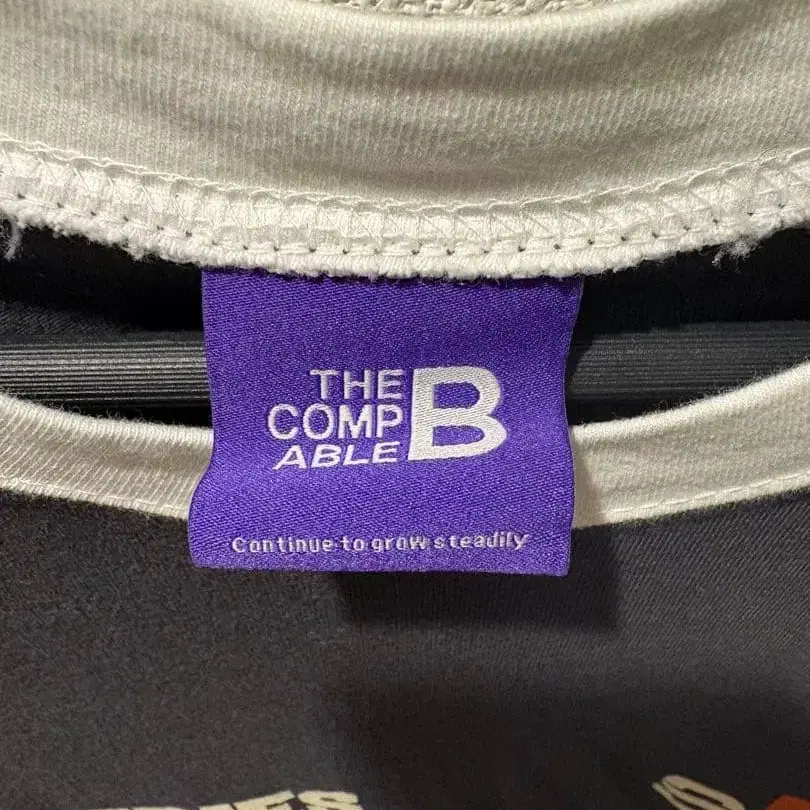 THE
COMP
ABLE
B
Continue to grow steadily